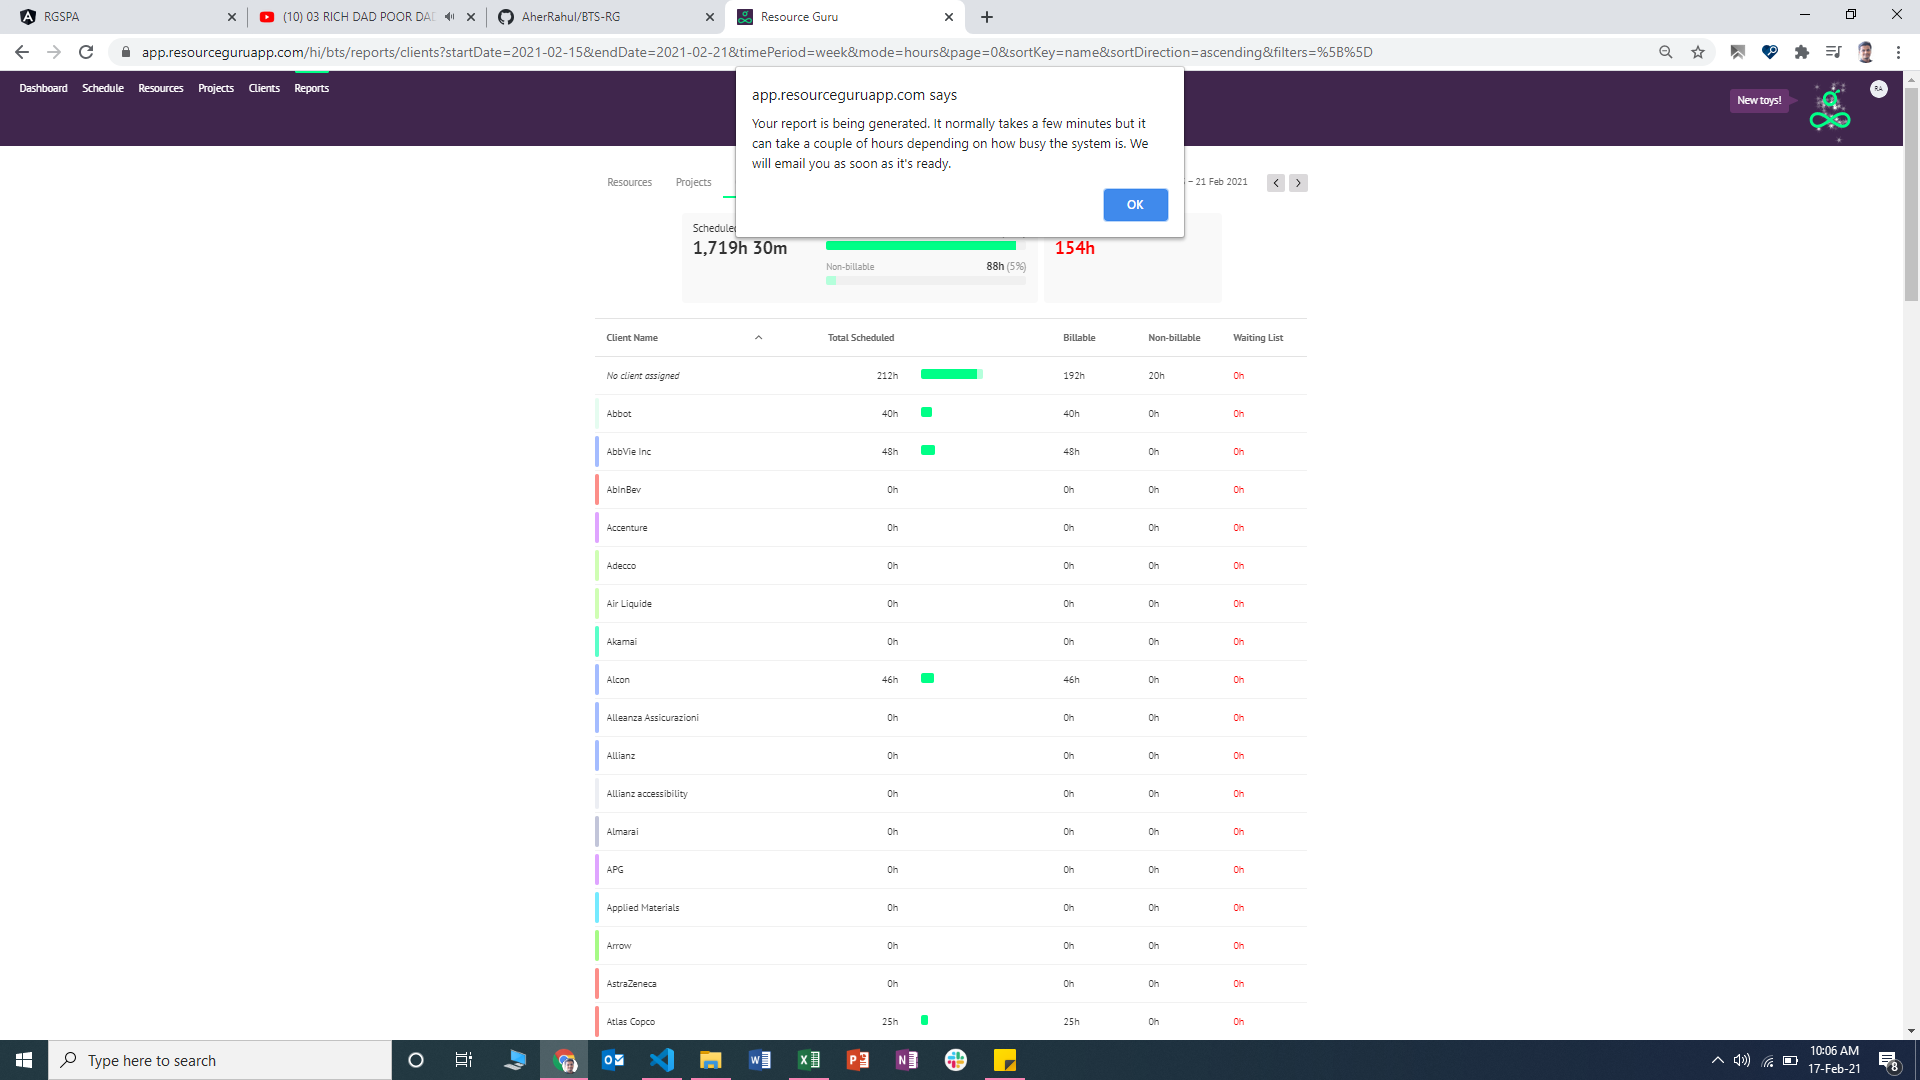 RGSPA
(10) 03 RICH DAD POOR DAD
AherRahul/BTS-RG
Resource Guru
app.resourceguruapp.com/hi/bts/reports/clients?startDate=2021-02-15&endDate=2021-02-21&timePeriod=week&mode=hours&page=0&sortKey=name&sortDirection=ascending&filters=%5B%5D
Dashboard Schedule Resources Projects Clients Reports
New toys!
RA
app.resourceguruapp.com says
Your report is being generated. It normally takes a few minutes but it
can take a couple of hours depending on how busy the system is. We
will email you as soon as it's ready.
OK
Resources Projects – 21 Feb 2021
Scheduled
1,719h 30m
154h
Non-billable 88h (5%)
Client Name Total Scheduled Billable Non-billable Waiting List
No client assigned 212h 192h 20h 0h
Abbot 40h 40h 0h 0h
AbbVie Inc 48h 48h 0h 0h
AbInBev 0h 0h 0h 0h
Accenture 0h 0h 0h 0h
Adecco 0h 0h 0h 0h
Air Liquide 0h 0h 0h 0h
Akamai 0h 0h 0h 0h
Alcon 46h 46h 0h 0h
Alleanza Assicurazioni 0h 0h 0h 0h
Allianz 0h 0h 0h 0h
Allianz accessibility 0h 0h 0h 0h
Almarai 0h 0h 0h 0h
APG 0h 0h 0h 0h
Applied Materials 0h 0h 0h 0h
Arrow 0h 0h 0h 0h
AstraZeneca 0h 0h 0h 0h
Atlas Copco 25h 25h 0h 0h
Type here to search
10:06 AM
17-Feb-21
8